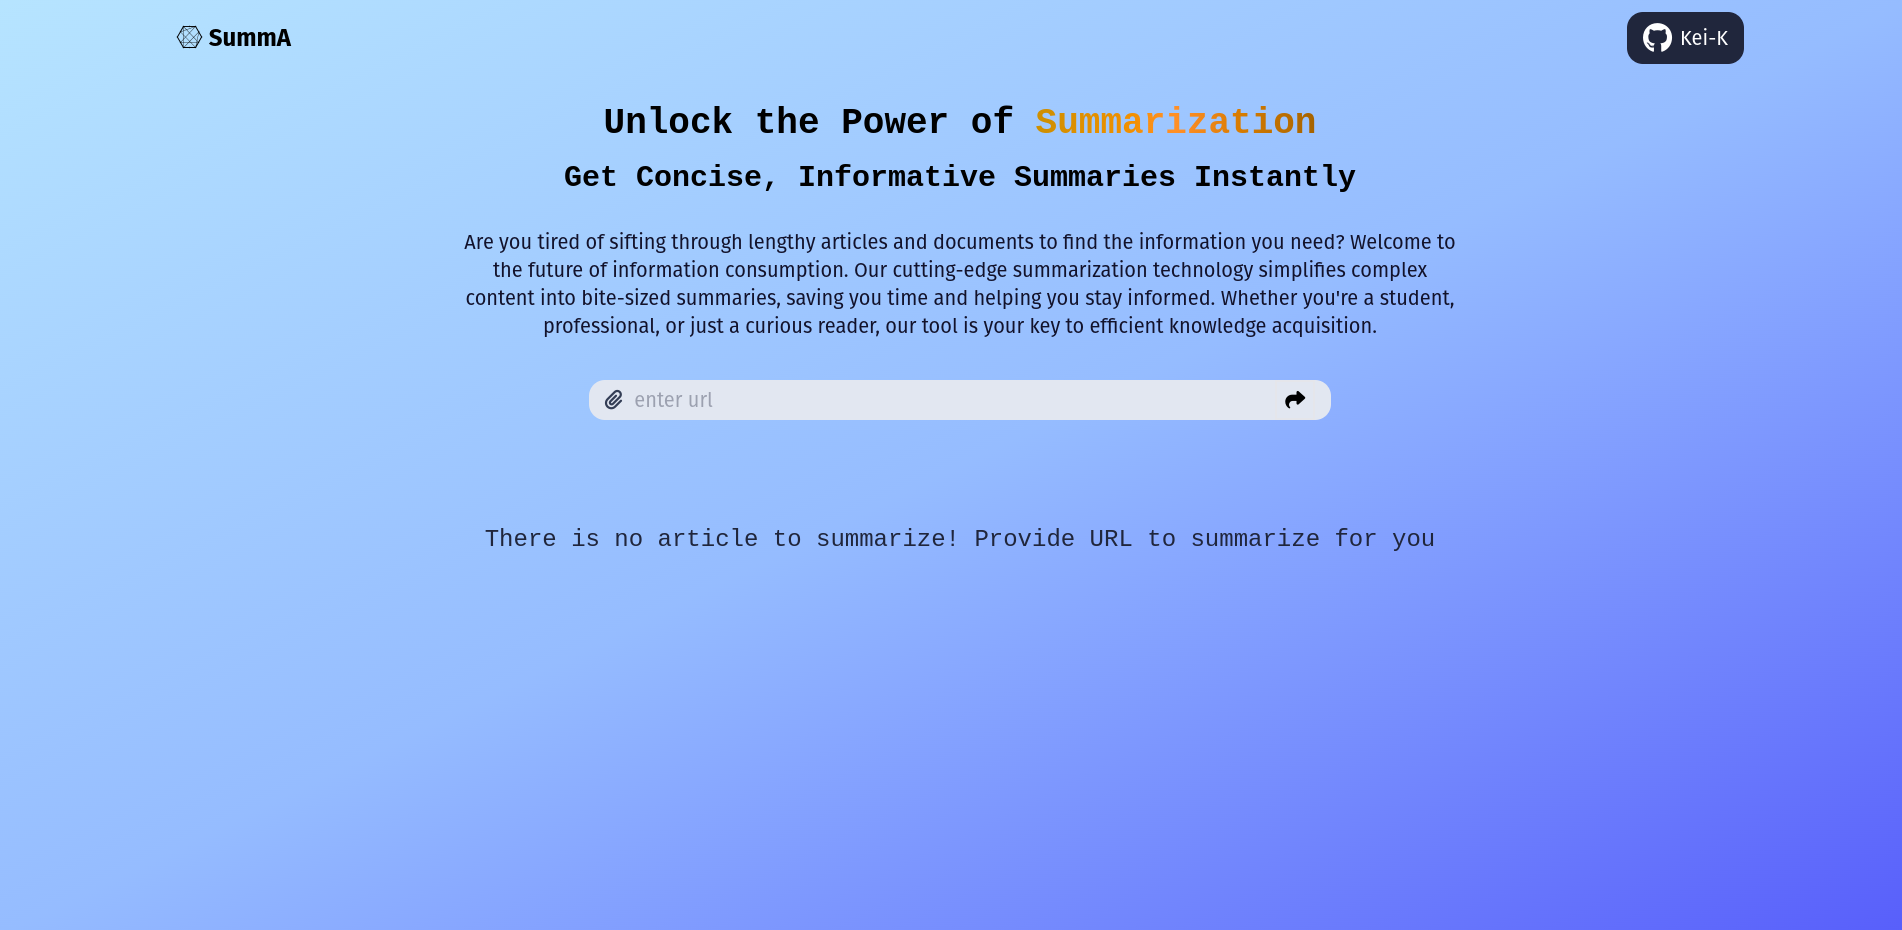 SummA
Kei-K
Unlock the Power of Summarization
Get Concise, Informative Summaries Instantly
Are you tired of sifting through lengthy articles and documents to find the information you need? Welcome to
the future of information consumption. Our cutting-edge summarization technology simplifies complex
content into bite-sized summaries, saving you time and helping you stay informed. Whether you're a student,
professional, or just a curious reader, our tool is your key to efficient knowledge acquisition.
enter url
There is no article to summarize! Provide URL to summarize for you